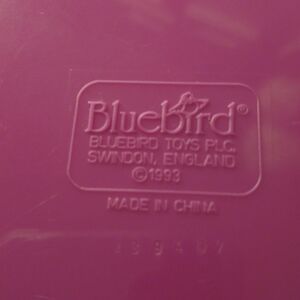 Bluebird®
BLUEBIRD TOYS P.L.C.
SWINDON, ENGLAND
©1993
MADE IN CHINA